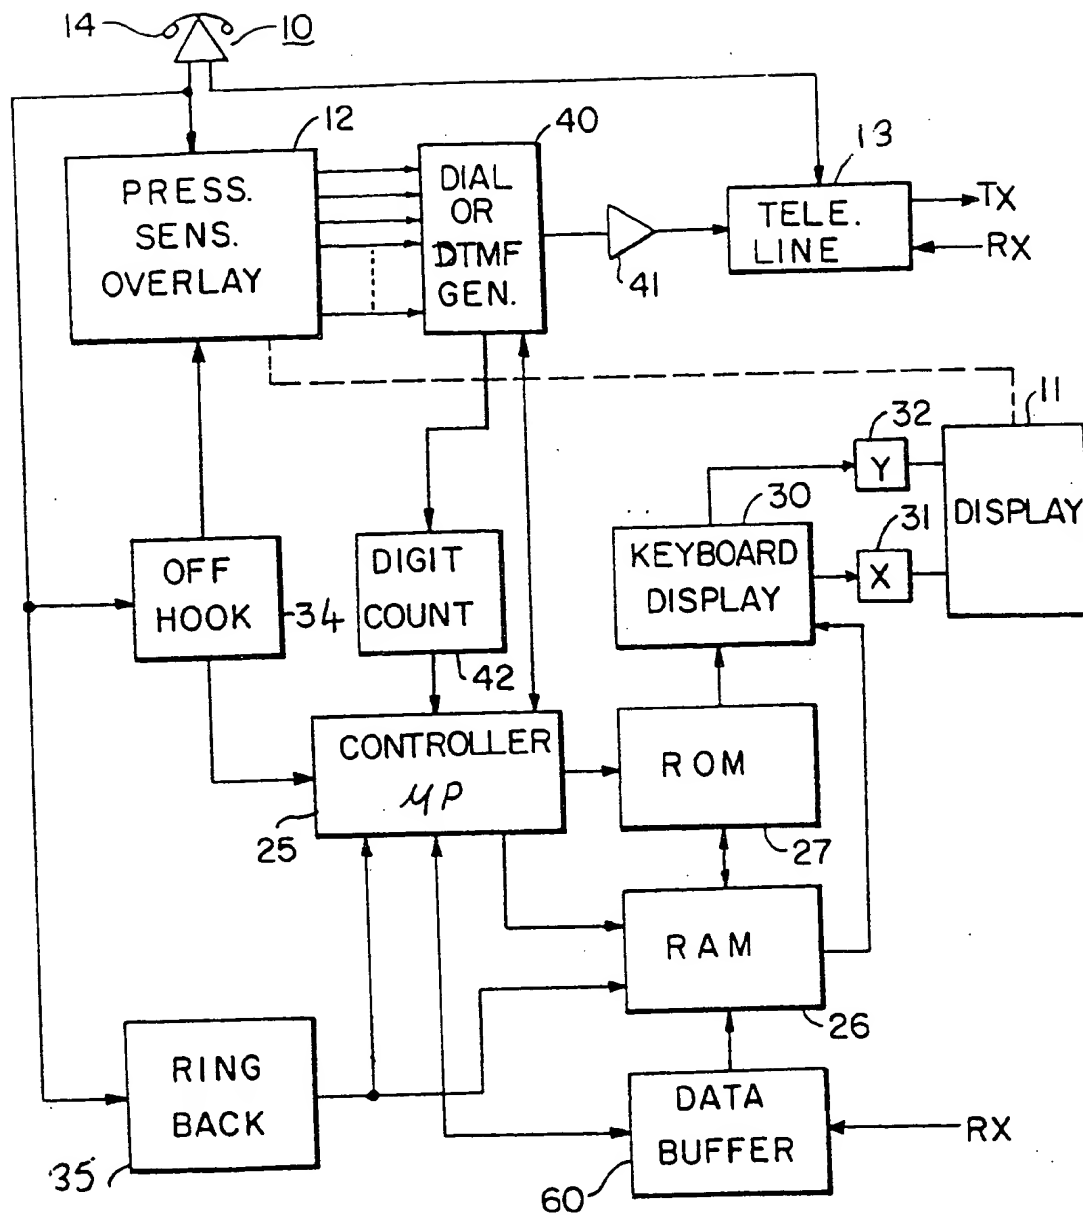 14
10
12
40
13
PRESS.
SENS.
OVERLAY
DIAL
OR
DTMF
GEN.
41
TELE.
LINE
TX
RX
11
32
Y
30
31
X
DISPLAY
KEYBOARD
DISPLAY
OFF
HOOK
34
DIGIT
COUNT
42
CONTROLLER
μP
25
ROM
27
RAM
26
RING
BACK
35
DATA
BUFFER
60
RX